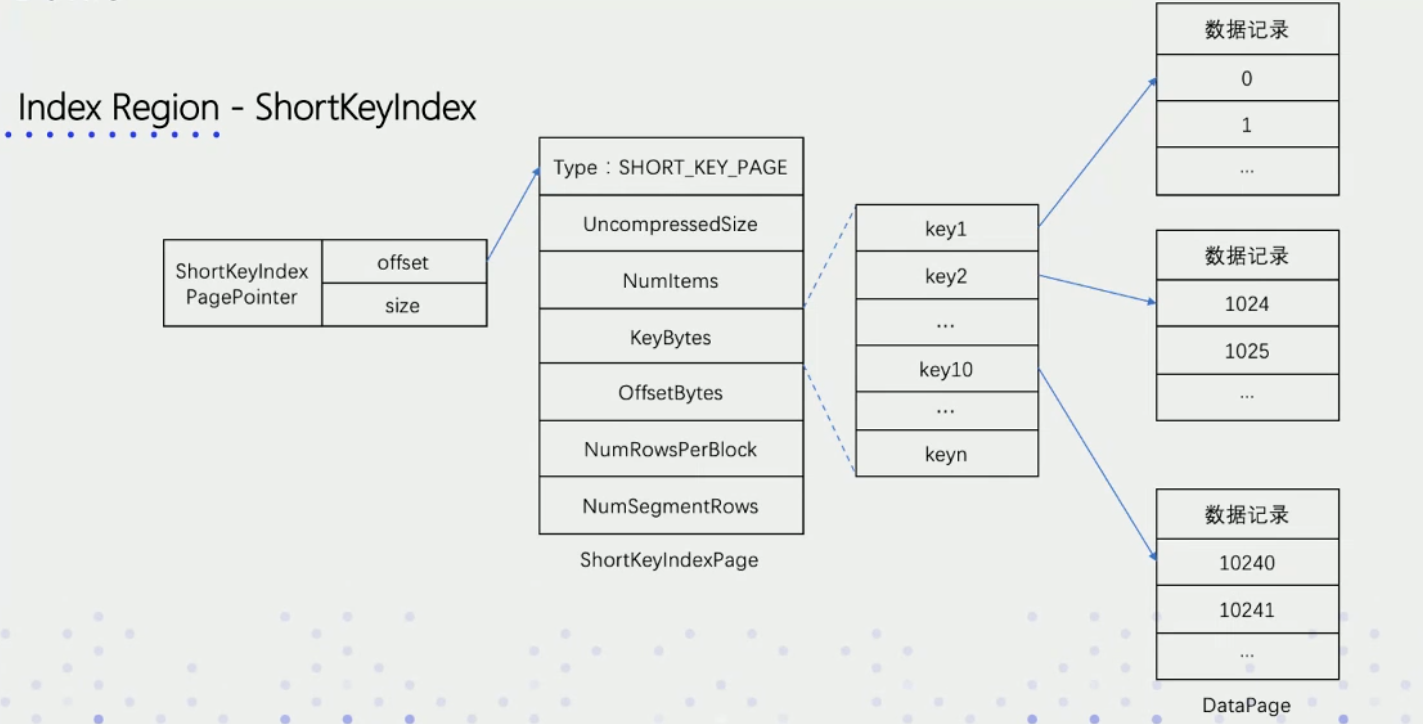 Index Region - ShortKeyIndex
ShortKeyIndex
PagePointer
offset
size
Type：SHORT_KEY_PAGE
UncompressedSize
NumItems
KeyBytes
OffsetBytes
NumRowsPerBlock
NumSegmentRows
ShortKeyIndexPage
key1
key2
...
key10
...
keyn
数据记录
0
1
...
数据记录
1024
1025
...
数据记录
10240
10241
...
DataPage